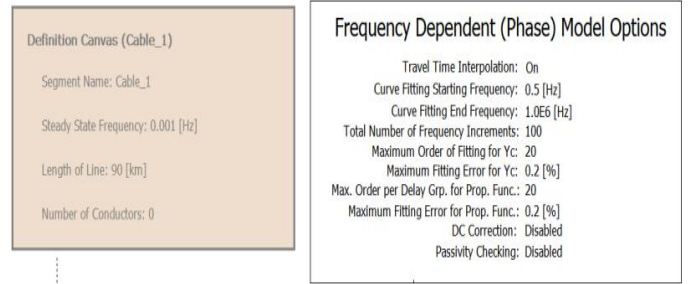 Definition Canvas (Cable_1)
Segment Name: Cable_1
Steady State Frequency: 0.001 [Hz]
Length of Line: 90 [km]
Number of Conductors: 0
Frequency Dependent (Phase) Model Options
Travel Time Interpolation: On
Curve Fitting Starting Frequency: 0.5 [Hz]
Curve Fitting End Frequency: 1.0E6 [Hz]
Total Number of Frequency Increments: 100
Maximum Order of Fitting for Yc: 20
Maximum Fitting Error for Yc: 0.2 [%]
Max. Order per Delay Grp. for Prop. Func.: 20
Maximum Fitting Error for Prop. Func.: 0.2 [%]
DC Correction: Disabled
Passivity Checking: Disabled